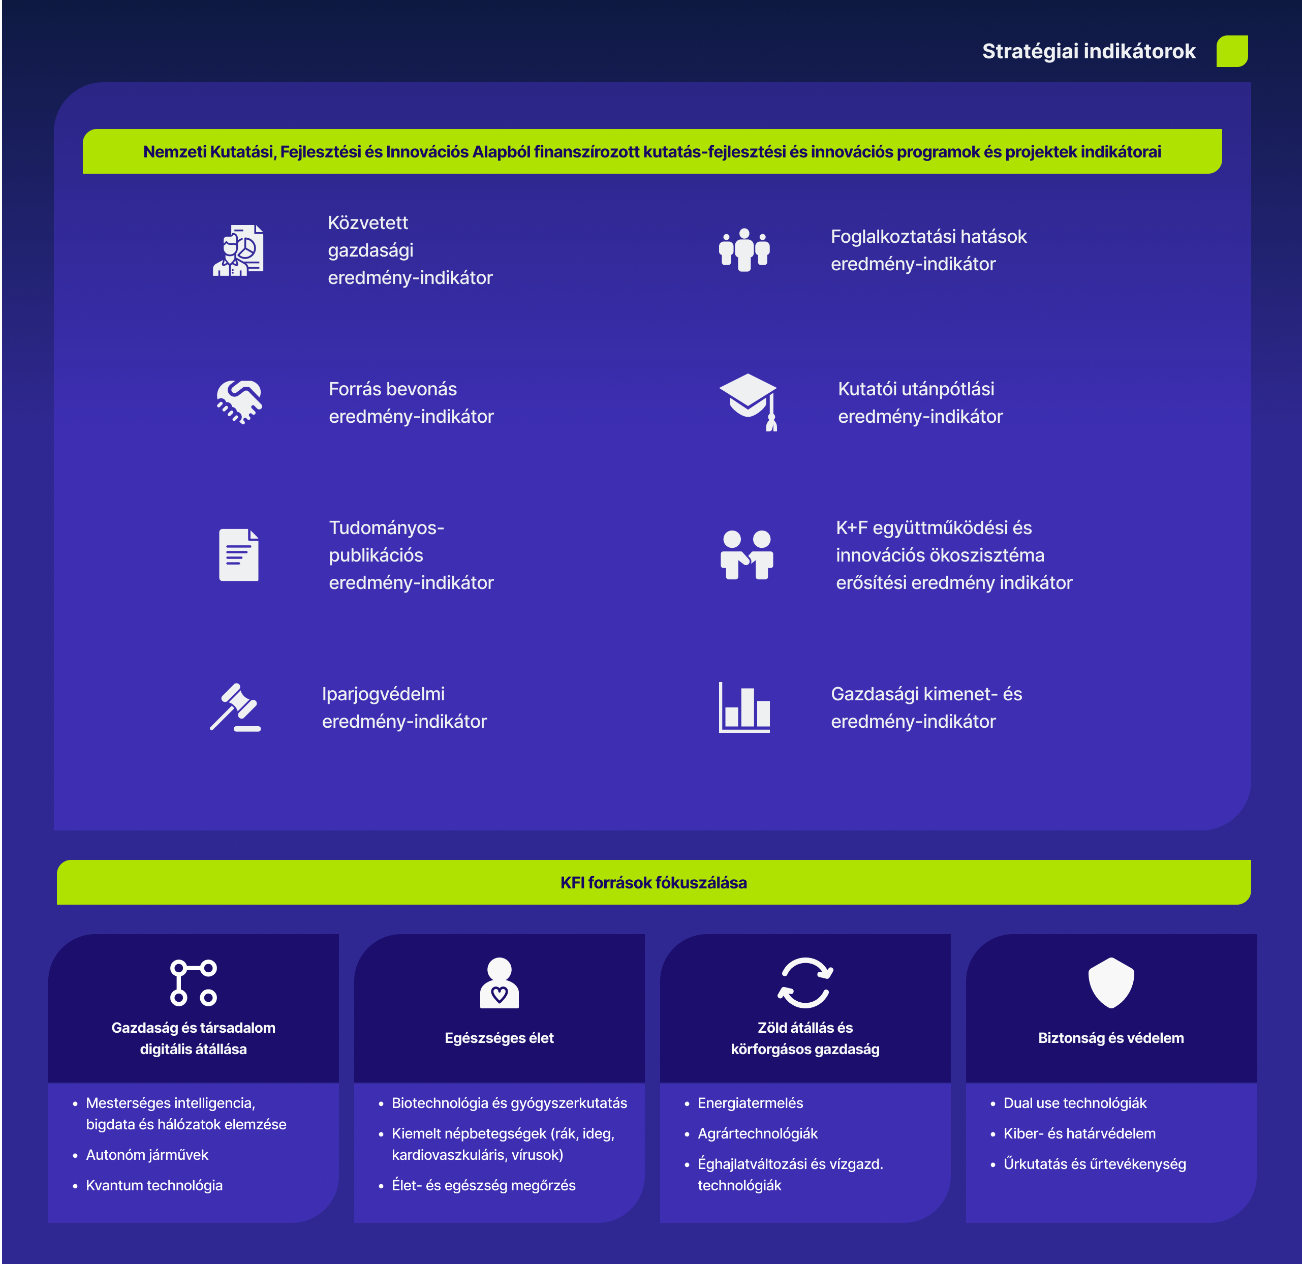 Stratégiai indikátorok
Nemzeti Kutatási, Fejlesztési és Innovációs Alapból finanszírozott kutatás-fejlesztési és innovációs programok és projektek indikátorai
Közvetett
gazdasági
eredmény-indikátor
Foglalkoztatási hatások
eredmény-indikátor
Forrás bevonás
eredmény-indikátor
Kutatói utánpótlási
eredmény-indikátor
Tudományos-
publikációs
eredmény-indikátor
K+F együttműködési és
innovációs ökoszisztéma
erősítési eredmény indikátor
Iparjogvédelmi
eredmény-indikátor
Gazdasági kimenet- és
eredmény-indikátor
KFI források fókuszálása
Gazdaság és társadalom
digitális átállása
• Mesterséges intelligencia,
bigdata és hálózatok elemzése
• Autonóm járművek
• Kvantum technológia
Egészséges élet
• Biotechnológia és gyógyszerkutatás
• Kiemelt népbetegségek (rák, ideg,
kardiovaszkuláris, vírusok)
• Élet- és egészség megőrzés
Zöld átállás és
körforgásos gazdaság
• Energiatermelés
• Agrártechnológiák
• Éghajlatváltozási és vízgazd.
technológiák
Biztonság és védelem
• Dual use technológiák
• Kiber- és határvédelem
• Űrkutatás és űrtevékenység